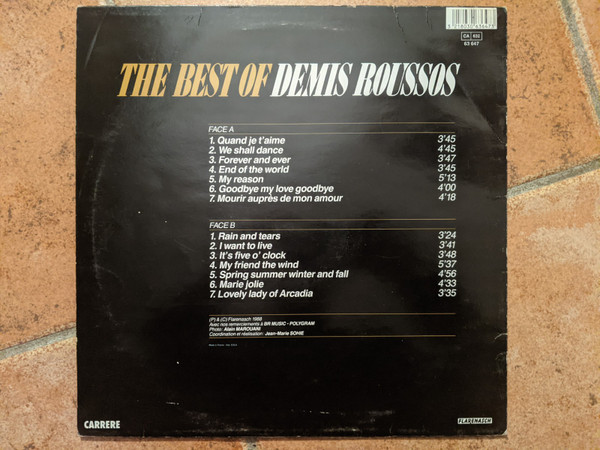 CA 935
63 647
THE BEST OF DEMIS ROUSSOS
FACE A
1. Quand je t'aime 3'45
2. We shall dance 4'45
3. Forever and ever 3'47
4. End of the world 3'45
5. My reason 5'13
6. Goodbye my love goodbye 4'00
7. Mourir auprès de mon amour 4'18
FACE B
1. Rain and tears 3'24
2. I want to live 3'41
3. It's five o' clock 3'48
4. My friend the wind 5'37
5. Spring summer winter and fall 4'56
6. Marie jolie 4'33
7. Lovely lady of Arcadia 3'35
(P) & (C) Flarenasch 1988
Avec nos remerciements à BR MUSIC - POLYGRAM
Photo: Alain MAROUANI
Coordination et réalisation: Jean-Marie SOHIE
CARRERE
FLARENASCH